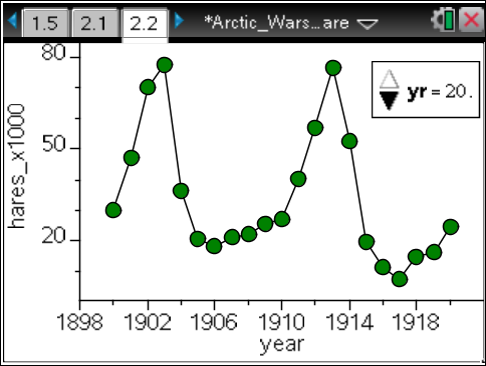 1.5 2.1 2.2 *Arctic_Wars...are
80
yr = 20.
50
20
hares_x1000
1898 1902 1906 1910 1914 1918
year